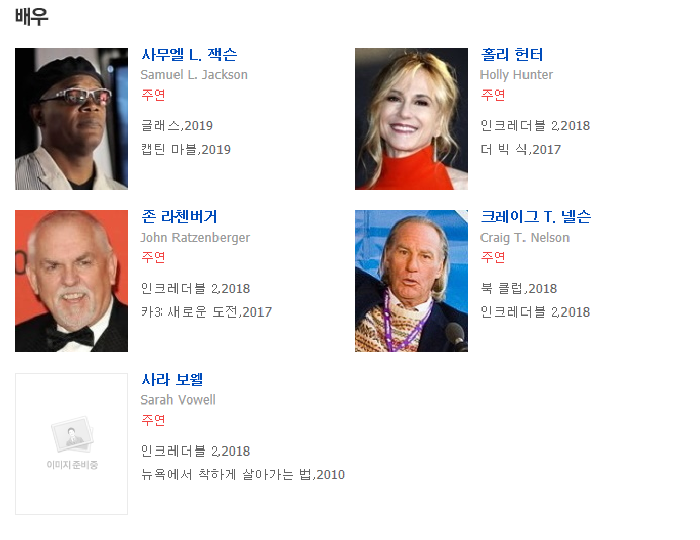 배우
사무엘 L. 잭슨
Samuel L. Jackson
주연
글래스,2019
캡틴 마블,2019
홀리 헌터
Holly Hunter
주연
인크레더블 2,2018
더 빅 식,2017
존 라첸버거
John Ratzenberger
주연
인크레더블 2,2018
카3: 새로운 도전,2017
크레이그 T. 넬슨
Craig T. Nelson
주연
북 클럽,2018
인크레더블 2,2018
사라 보웰
Sarah Vowell
주연
인크레더블 2,2018
뉴욕에서 착하게 살아가는 법,2010
이미지 준비중